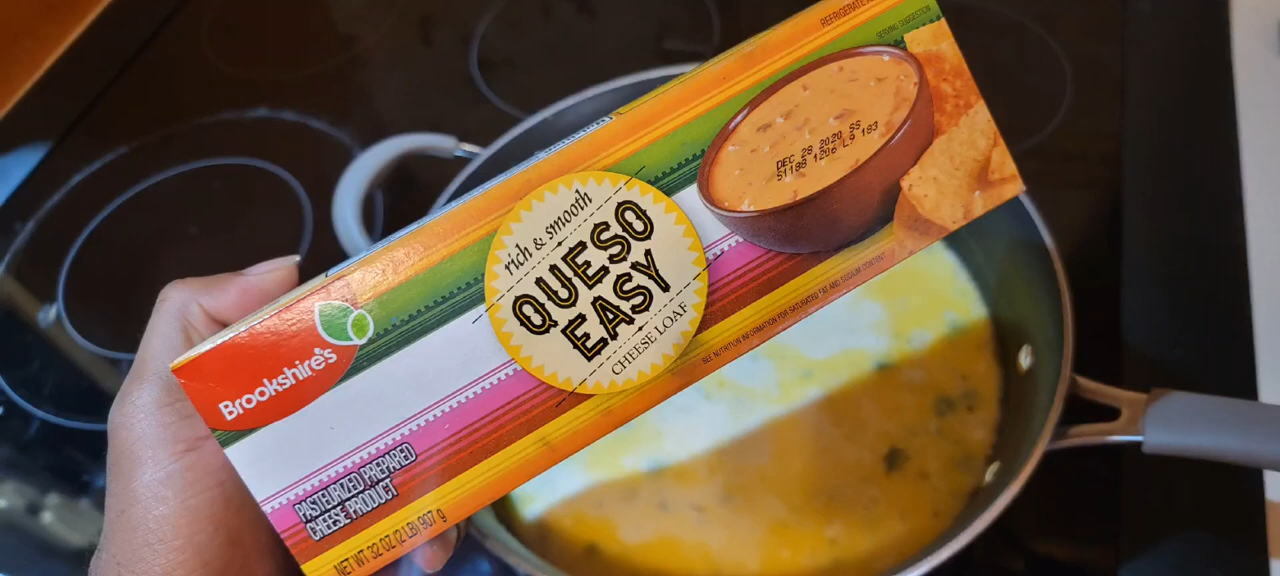 REFRIGERATE
SERVING SUGGESTION
DEC 28 2020 SS
S1188 1206 L9 183
rich & smooth
QUESO
EASY
CHEESE LOAF
Brookshire's
SEE NUTRITION INFORMATION FOR SATURATED FAT AND SODIUM CONTENT
PASTEURIZED PREPARED
CHEESE PRODUCT
NET WT 32 OZ (2 LB) 907 g